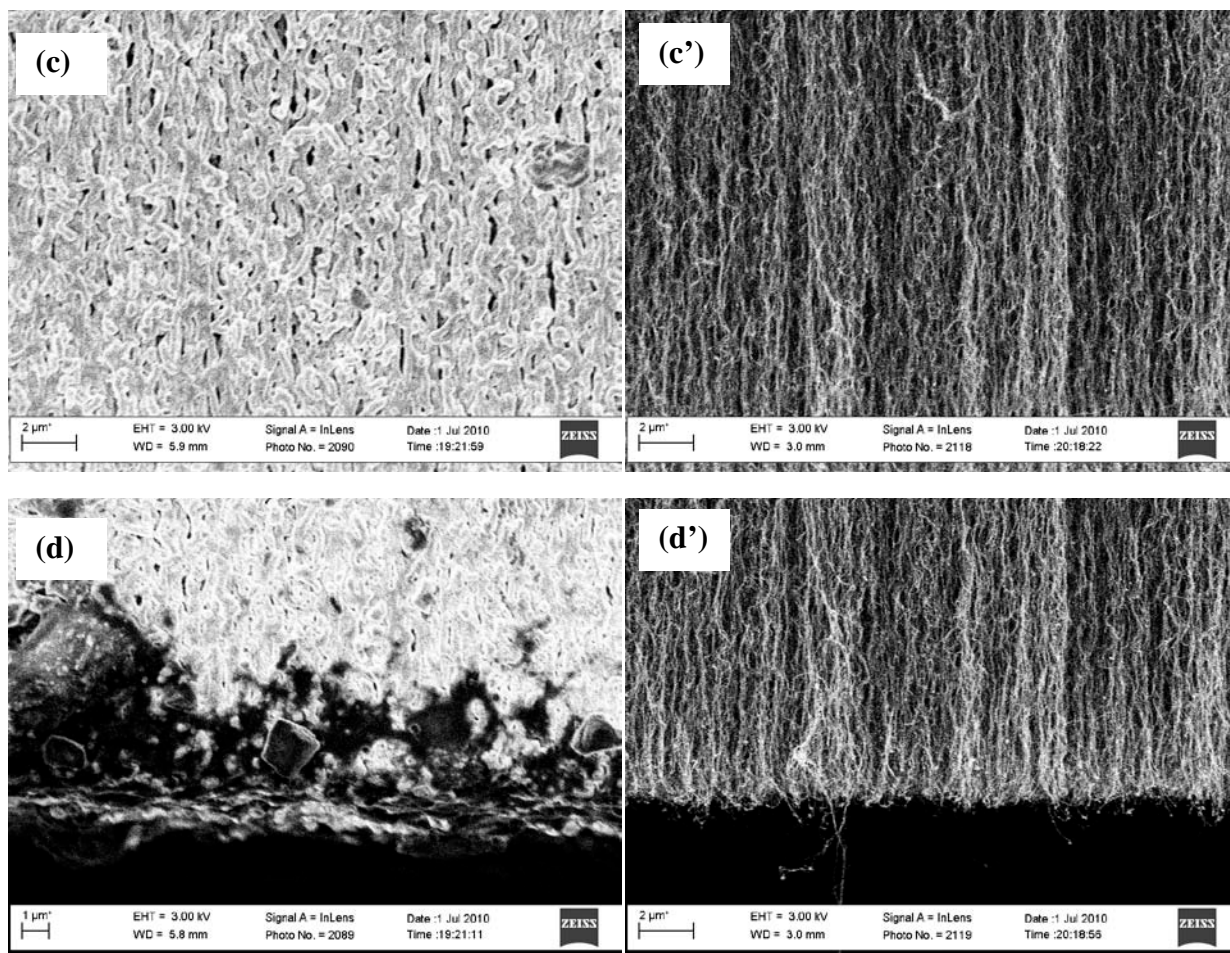 (c)
2 µm*
EHT = 3.00 kV
WD = 5.9 mm
Signal A = InLens
Photo No. = 2090
Date :1 Jul 2010
Time :19:21:59
ZEISS
(c’)
2 µm*
EHT = 3.00 kV
WD = 3.0 mm
Signal A = InLens
Photo No. = 2118
Date :1 Jul 2010
Time :20:18:22
ZEISS
(d)
1 µm*
EHT = 3.00 kV
WD = 5.8 mm
Signal A = InLens
Photo No. = 2089
Date :1 Jul 2010
Time :19:21:11
ZEISS
(d’)
2 µm*
EHT = 3.00 kV
WD = 3.0 mm
Signal A = InLens
Photo No. = 2119
Date :1 Jul 2010
Time :20:18:56
ZEISS